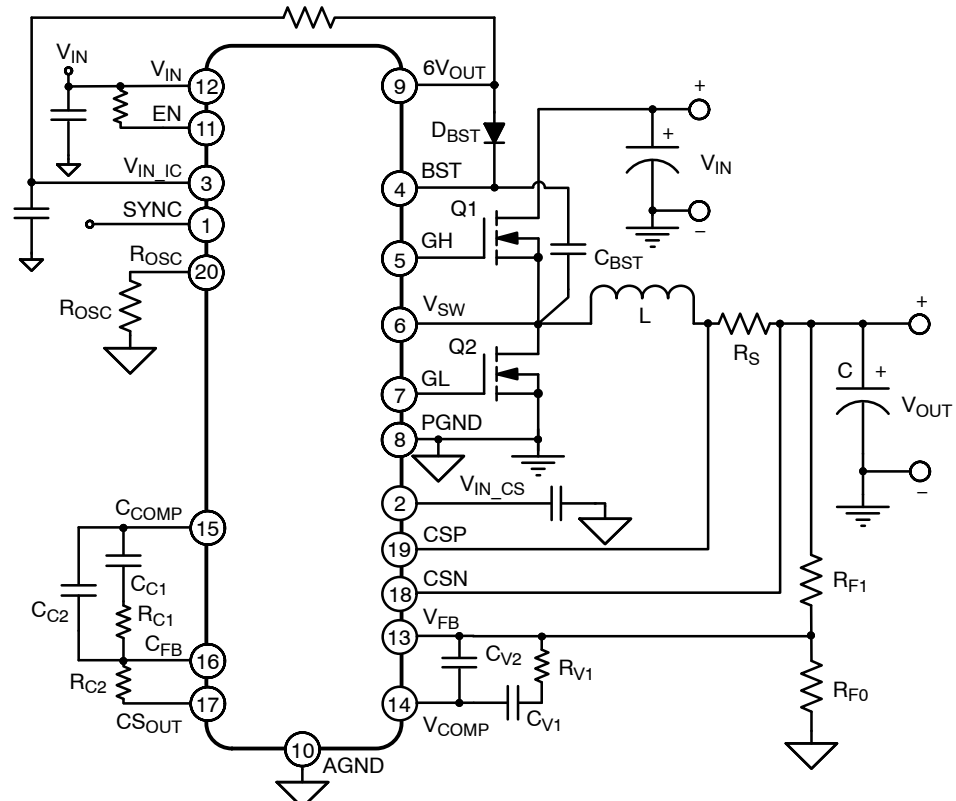 V_IN
V_IN
12
EN
11
V_IN_IC
3
SYNC
1
R_OSC
20
R_OSC
C_COMP
15
C_C1
C_C2
R_C1
C_FB
16
R_C2
17
CS_OUT
10
AGND
9
6V_OUT
D_BST
BST
4
Q1
GH
5
C_BST
V_SW
6
L
Q2
GL
7
PGND
8
V_IN_CS
2
CSP
19
CSN
18
V_FB
13
C_V2
R_V1
14
V_COMP
C_V1
+
+
V_IN
–
R_S
+
C
+
V_OUT
–
R_F1
R_F0